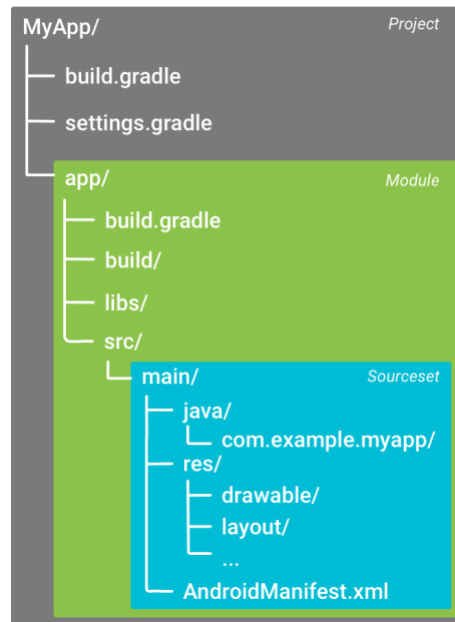 MyApp/ Project
build.gradle
settings.gradle
app/ Module
build.gradle
build/
libs/
src/
main/ Sourceset
java/
com.example.myapp/
res/
drawable/
layout/
...
AndroidManifest.xml